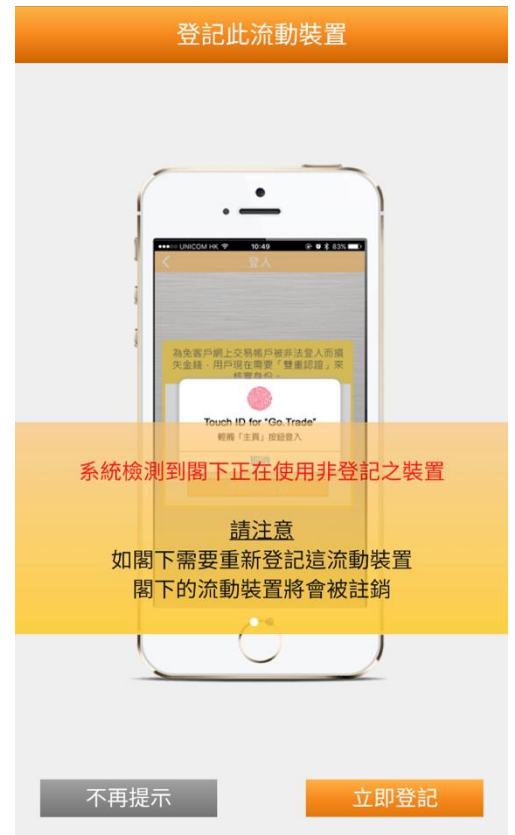 登記此流動裝置
UNICOM HK
10:49
83%
登入
為免客戶網上交易帳戶被非法登入而損
失金錢，用戶現在需要「雙重認證」來
核實身份。
Touch ID for "Go.Trade"
輕觸「主頁」按鈕登入
系統檢測到閣下正在使用非登記之裝置
請注意
如閣下需要重新登記這流動裝置
閣下的流動裝置將會被註銷
不再提示
立即登記